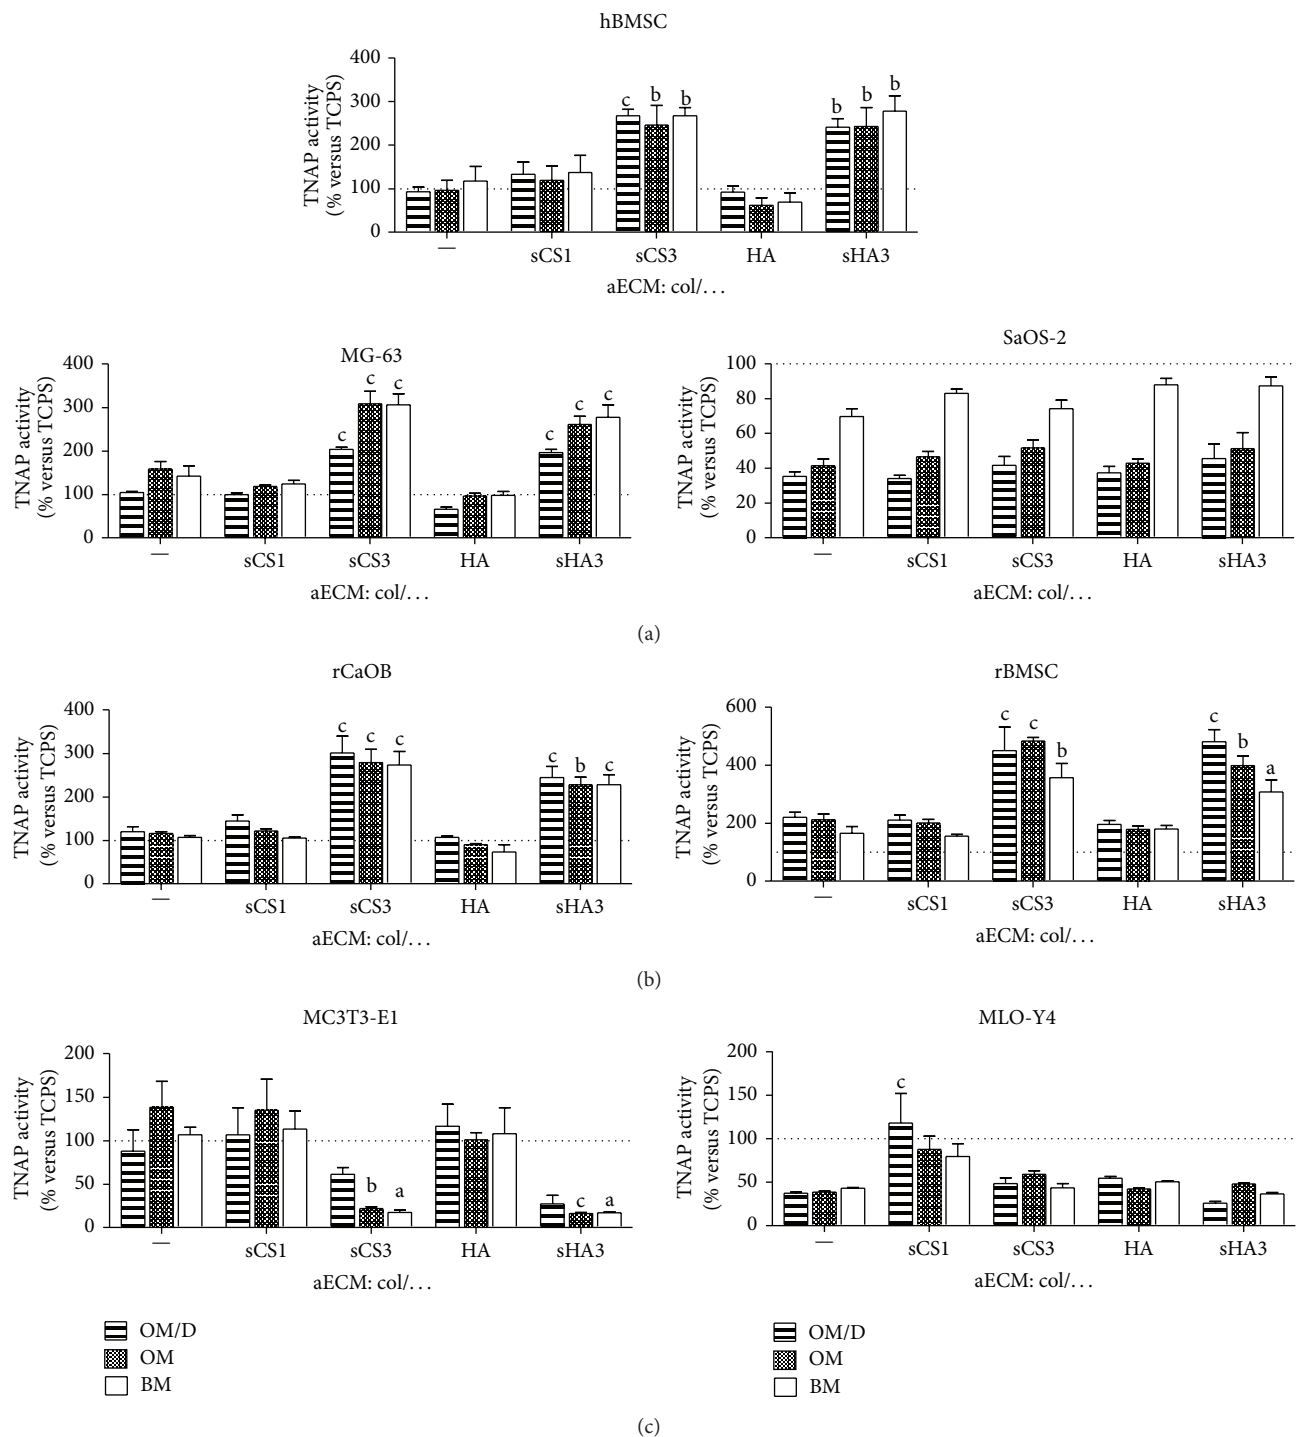 hBMSC
TNAP activity
(% versus TCPS)
400
300
200
100
0
c b b b b b
— sCS1 sCS3 HA sHA3
aECM: col/. . .
MG-63
TNAP activity
(% versus TCPS)
400
300
200
100
0
c c c c c c
— sCS1 sCS3 HA sHA3
aECM: col/. . .
SaOS-2
TNAP activity
(% versus TCPS)
100
80
60
40
20
0
— sCS1 sCS3 HA sHA3
aECM: col/. . .
(a)
rCaOB
TNAP activity
(% versus TCPS)
400
300
200
100
0
c c c c b c
— sCS1 sCS3 HA sHA3
aECM: col/. . .
rBMSC
TNAP activity
(% versus TCPS)
600
400
200
0
c c b c b a
— sCS1 sCS3 HA sHA3
aECM: col/. . .
(b)
MC3T3-E1
TNAP activity
(% versus TCPS)
200
150
100
50
0
b a c a
— sCS1 sCS3 HA sHA3
aECM: col/. . .
OM/D
OM
BM
MLO-Y4
TNAP activity
(% versus TCPS)
200
150
100
50
0
c
— sCS1 sCS3 HA sHA3
aECM: col/. . .
OM/D
OM
BM
(c)